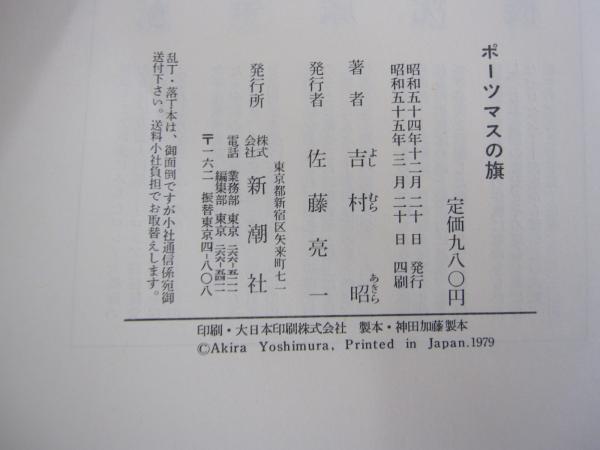 ポーツマスの旗
定価九八〇円
昭和五十四年十二月二十日 発行
昭和五十五年三月二十日 四刷
著者 吉村昭
よし むら あきら
発行者 佐藤亮一
発行所 株式会社 新潮社
東京都新宿区矢来町七一
電話 業務部 東京
編集部 東京
〒一六二 振替東京四-八〇八
乱丁・落丁本は、御面倒ですが小社通信係宛御
送付下さい。送料小社負担でお取替えします。
印刷・大日本印刷株式会社 製本・神田加藤製本
©Akira Yoshimura, Printed in Japan.1979